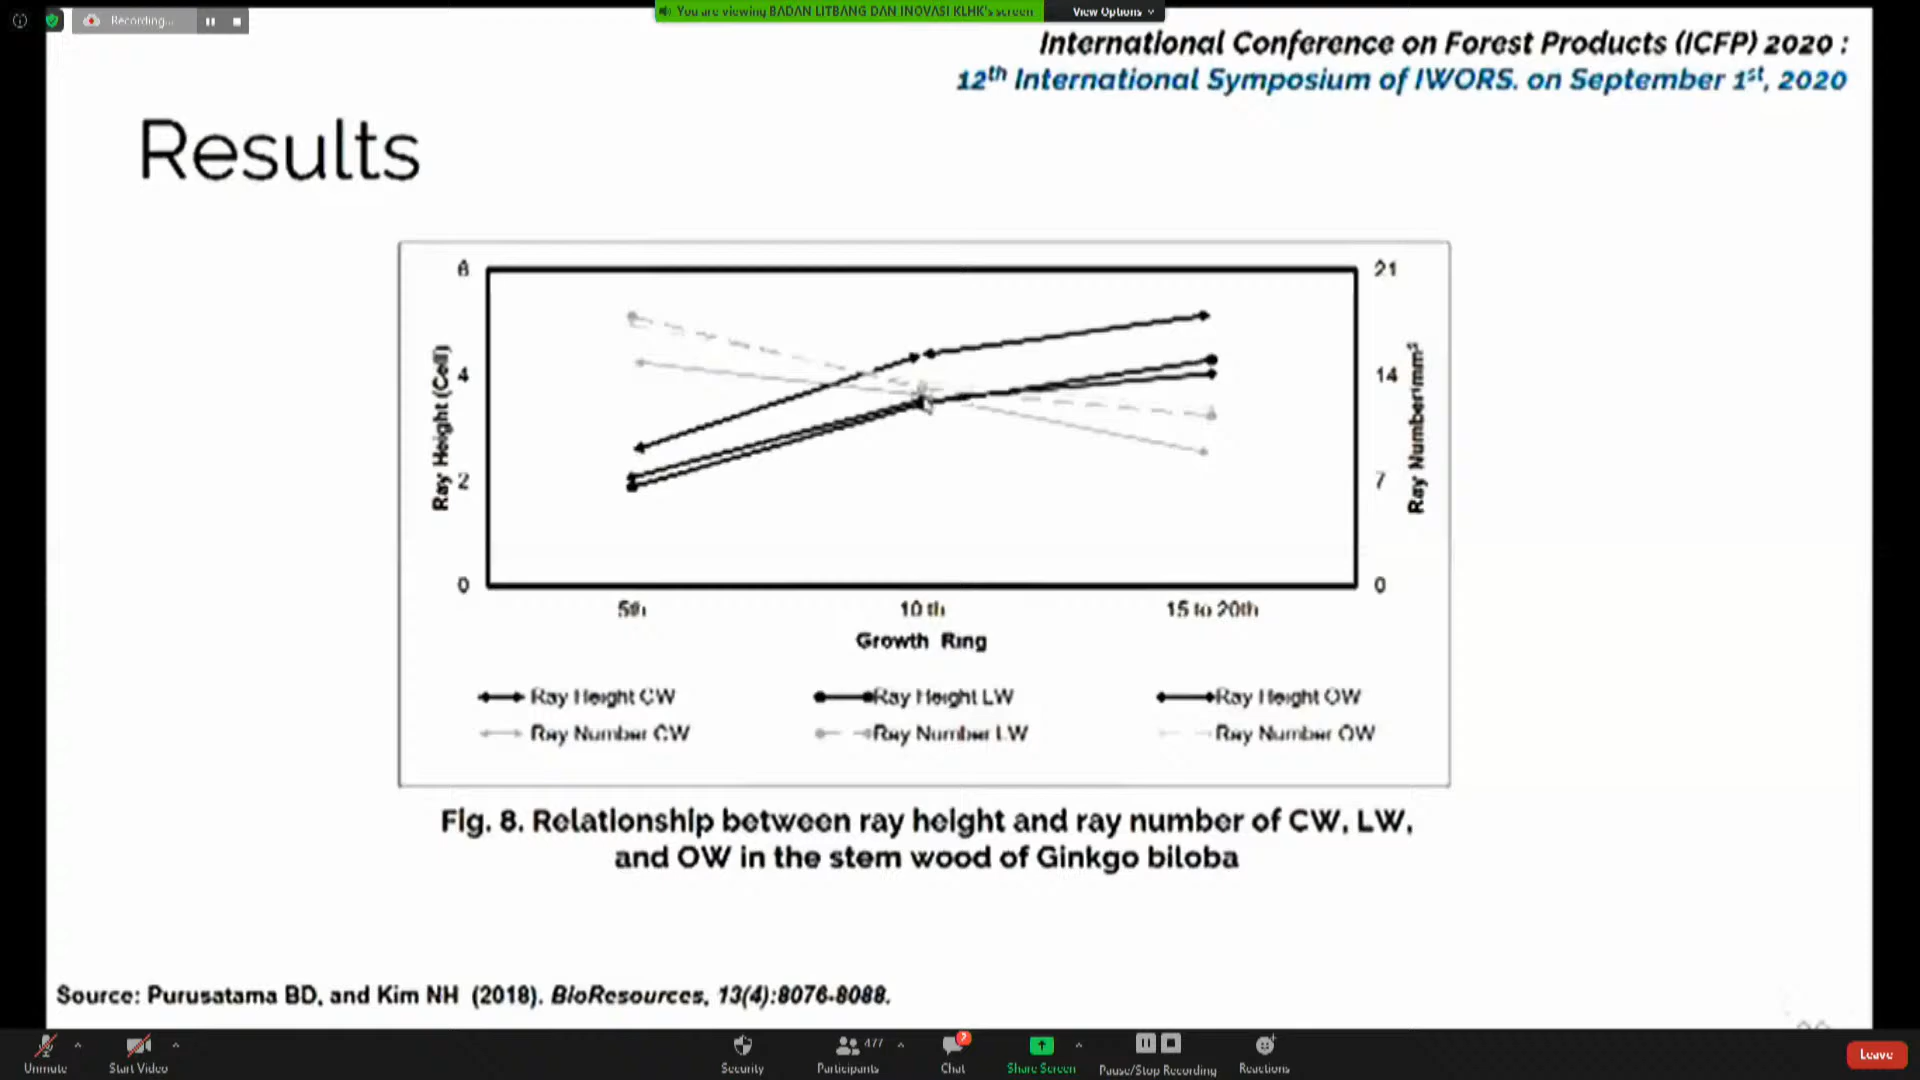 Recording...
You are viewing BADAN LITBANG DAN INOVASI KLHK's screen
View Options
International Conference on Forest Products (ICFP) 2020 :
12th International Symposium of IWORS. on September 1st, 2020
Results
6
4
2
0
Ray Height (Cell)
21
14
7
0
Ray Number/mm²
5th
10 th
15 to 20th
Growth Ring
Ray Height CW
Ray Height LW
Ray Height OW
Ray Number CW
Ray Number LW
Ray Number OW
Fig. 8. Relationship between ray height and ray number of CW, LW,
and OW in the stem wood of Ginkgo biloba
Source: Purusatama BD, and Kim NH (2018). BioResources, 13(4):8076-8088.
Unmute
Start Video
Security
477
Participants
Chat
Share Screen
Pause/Stop Recording
Reactions
Leave